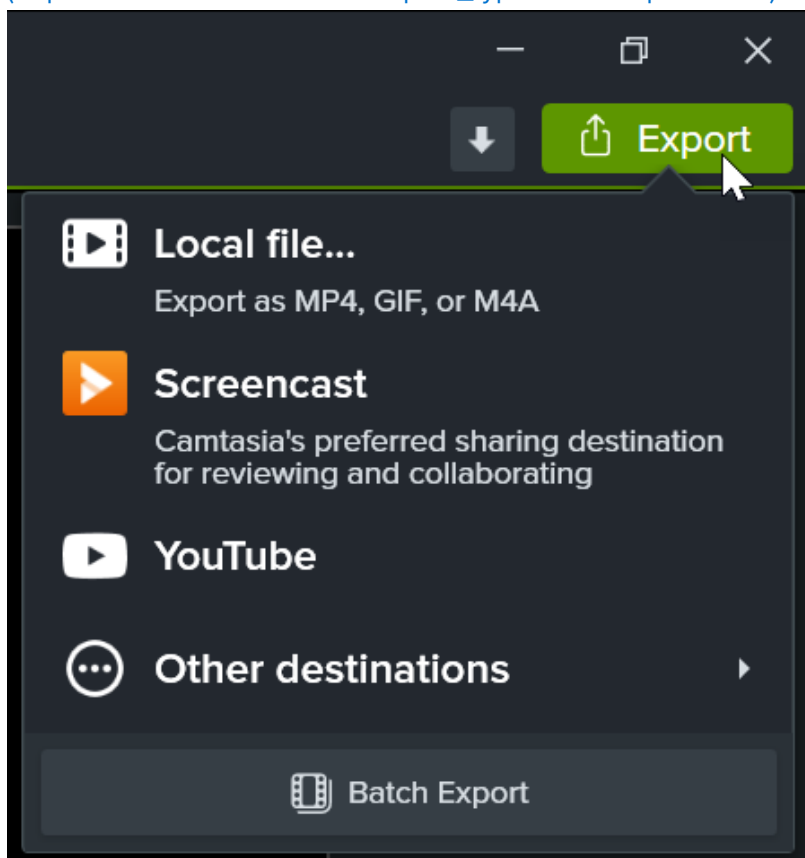 Export
Local file...
Export as MP4, GIF, or M4A
Screencast
Camtasia's preferred sharing destination
for reviewing and collaborating
YouTube
Other destinations
Batch Export